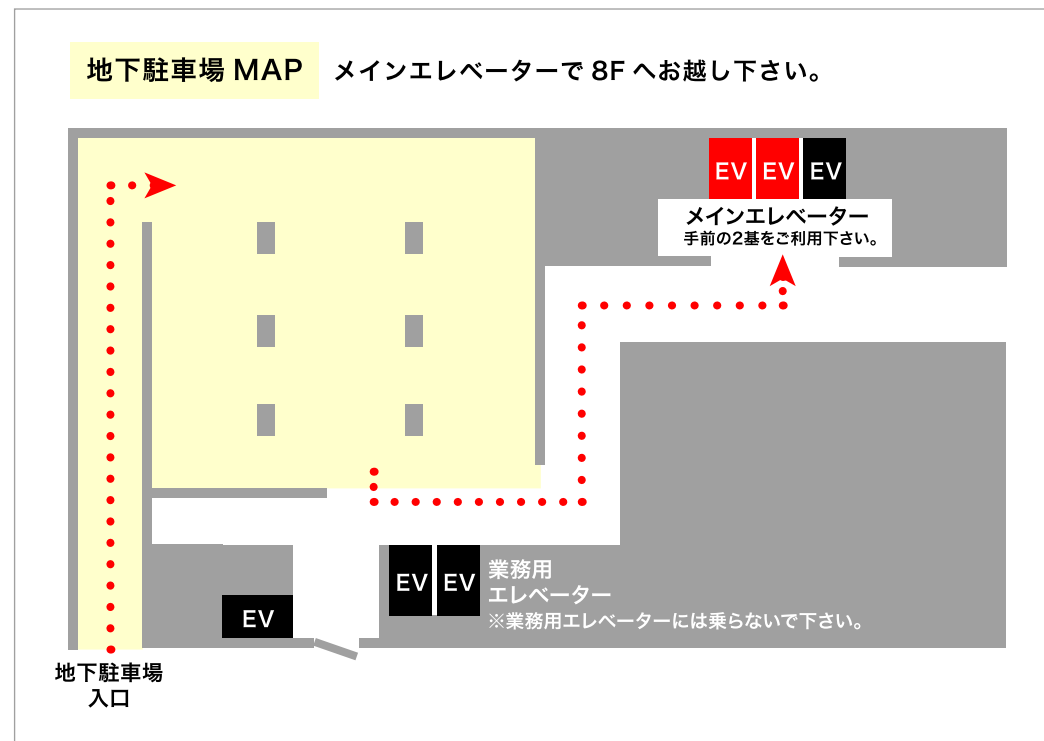 地下駐車場 MAP メインエレベーターで 8F へお越し下さい。
EV EV EV
メインエレベーター
手前の2基をご利用下さい。
EV EV
業務用
エレベーター
※業務用エレベーターには乗らないで下さい。
EV
地下駐車場
入口